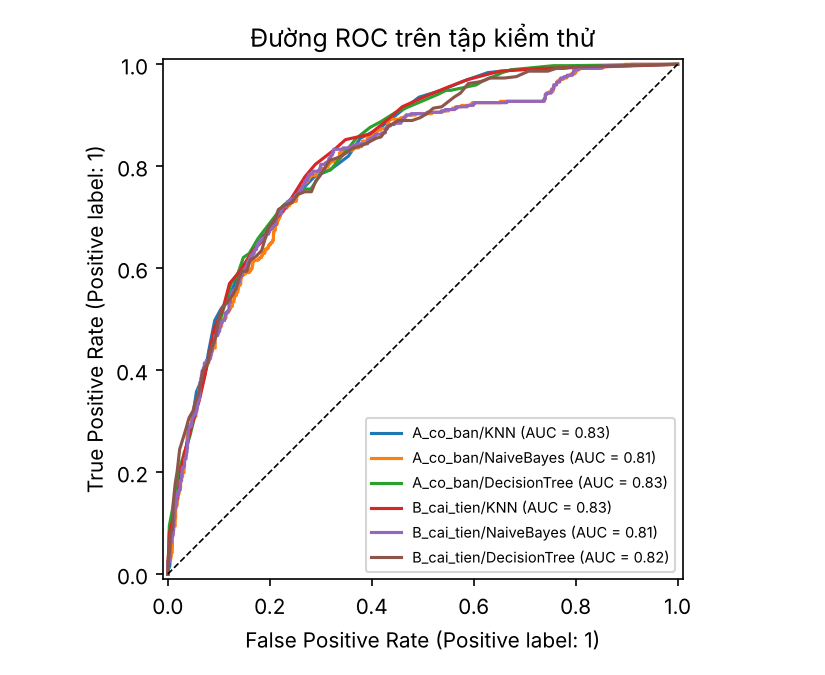 Đường ROC trên tập kiểm thử
True Positive Rate (Positive label: 1)
1.0
0.8
0.6
0.4
0.2
0.0
A_co_ban/KNN (AUC = 0.83)
A_co_ban/NaiveBayes (AUC = 0.81)
A_co_ban/DecisionTree (AUC = 0.83)
B_cai_tien/KNN (AUC = 0.83)
B_cai_tien/NaiveBayes (AUC = 0.81)
B_cai_tien/DecisionTree (AUC = 0.82)
0.0 0.2 0.4 0.6 0.8 1.0
False Positive Rate (Positive label: 1)